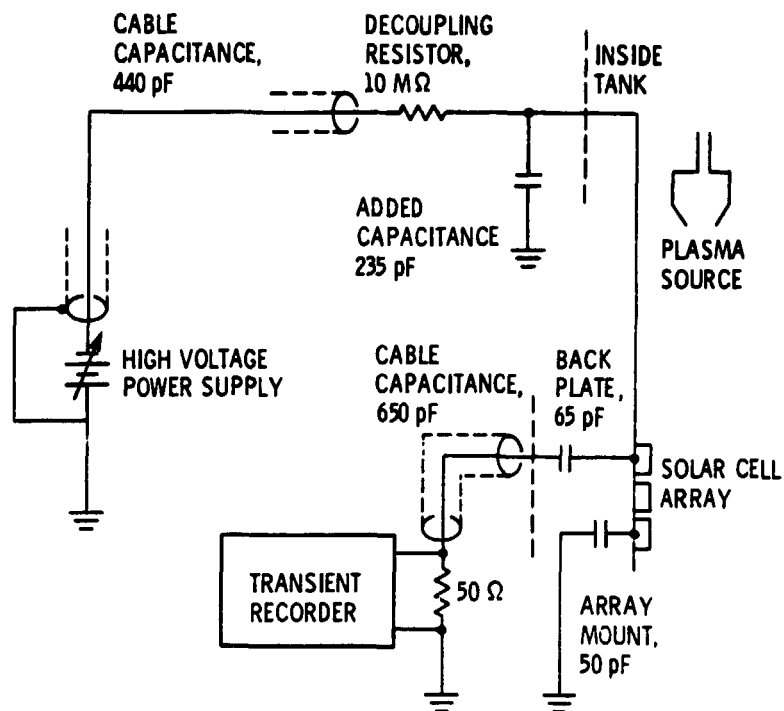 CABLE
CAPACITANCE,
440 pF
DECOUPLING
RESISTOR,
10 MΩ
INSIDE
TANK
ADDED
CAPACITANCE
235 pF
PLASMA
SOURCE
HIGH VOLTAGE
POWER SUPPLY
CABLE
CAPACITANCE,
650 pF
BACK
PLATE,
65 pF
SOLAR CELL
ARRAY
TRANSIENT
RECORDER
50 Ω
ARRAY
MOUNT,
50 pF